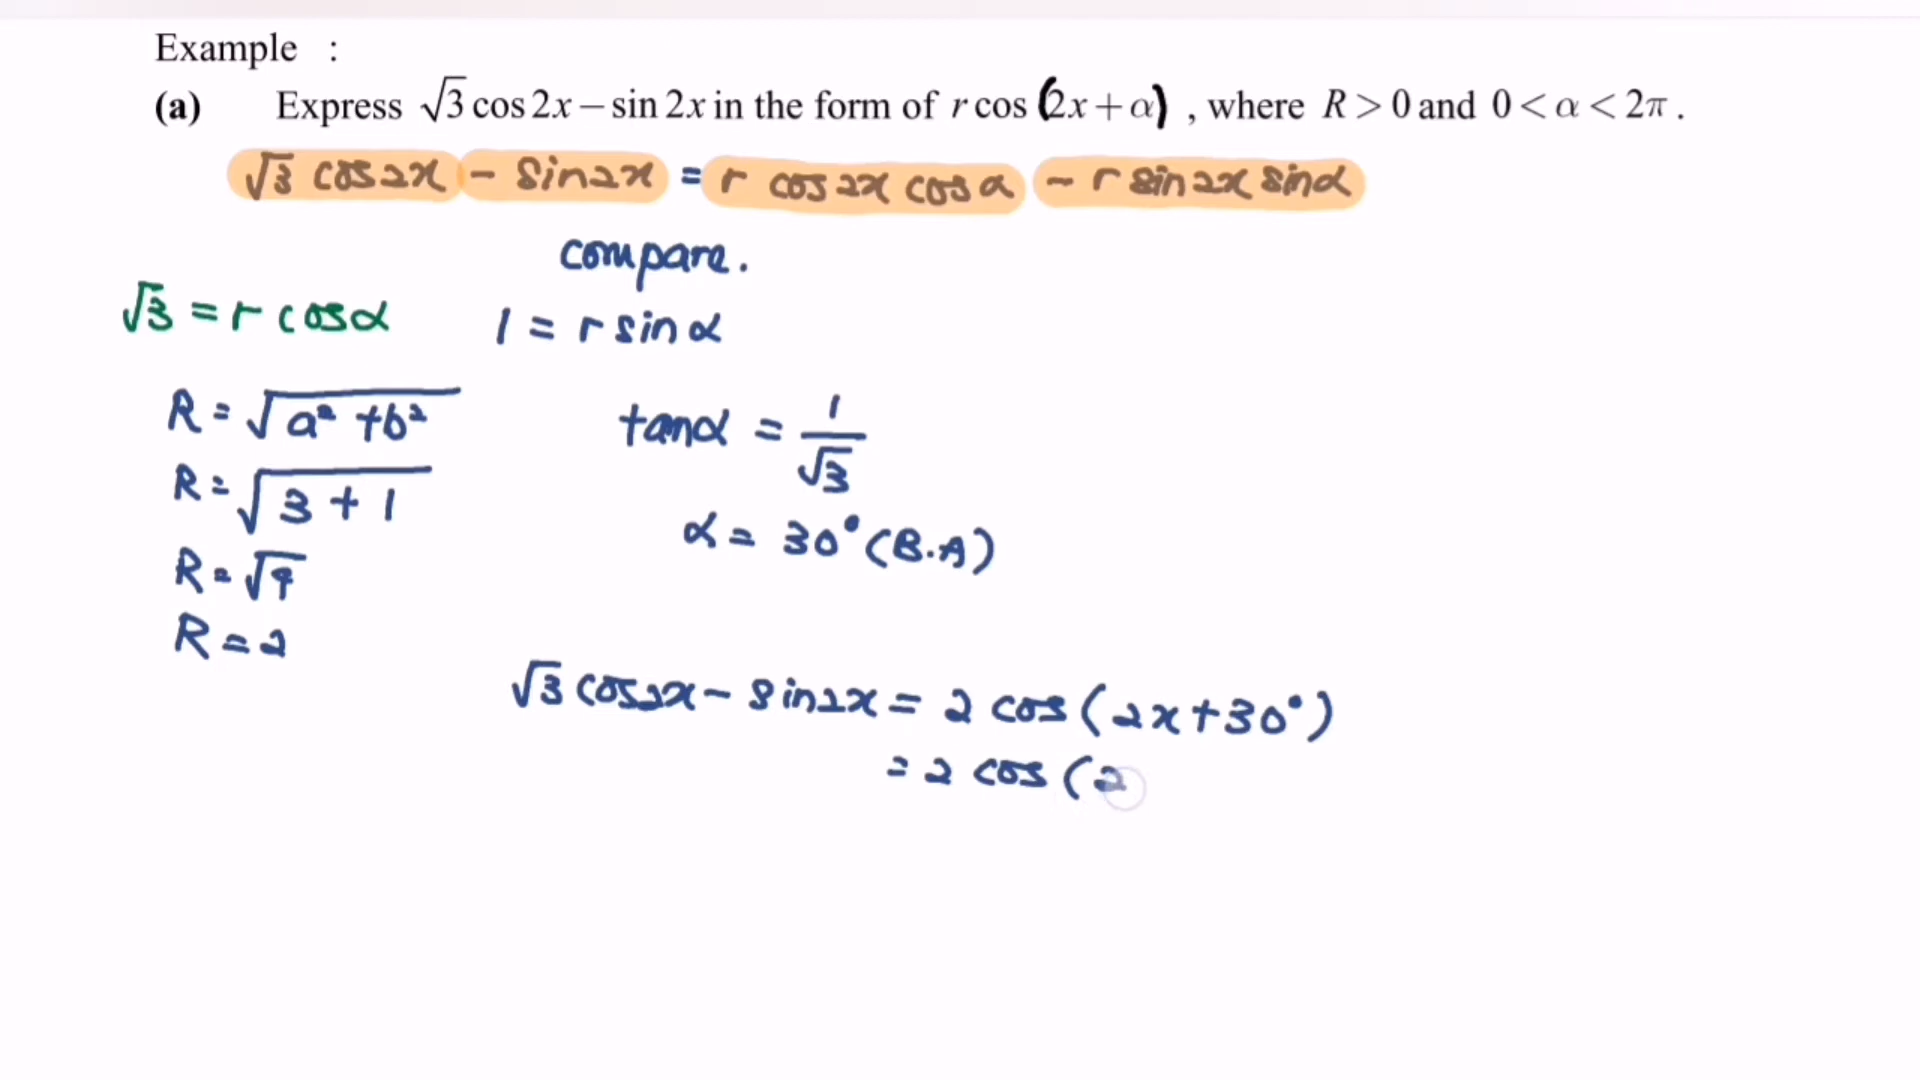 Example :
(a) Express √3 cos 2x − sin 2x in the form of r cos (2x + α) , where R > 0 and 0 < α < 2π .
√3 cos2x − sin2x = r cos2x cosα − r sin2x sinα
compare.
√3 = r cosα 1 = r sinα
R = √(a² + b²) tanα = 1/√3
R = √(3 + 1) α = 30° (B.A)
R = √4
R = 2
√3 cos2x − sin2x = 2 cos (2x + 30°)
= 2 cos (2